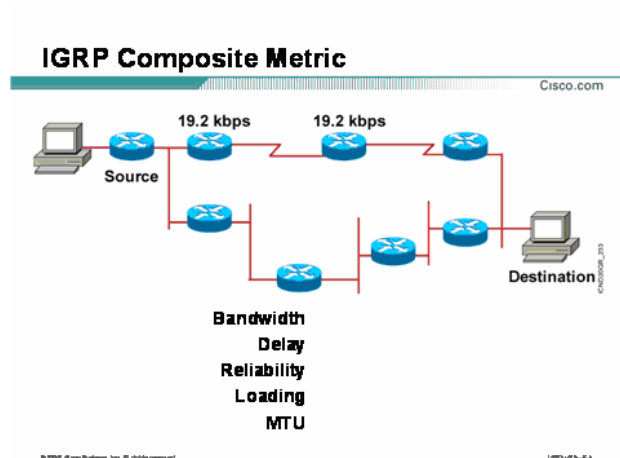 IGRP Composite Metric
Cisco.com
19.2 kbps
19.2 kbps
Source
Destination
Bandwidth
Delay
Reliability
Loading
MTU